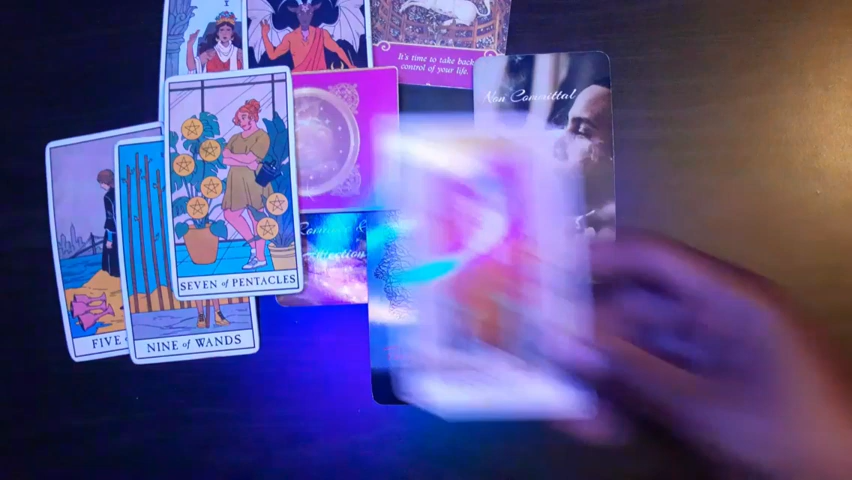 It's time to take back
control of your life.
Non Committal
SEVEN of PENTACLES
FIVE
NINE of WANDS